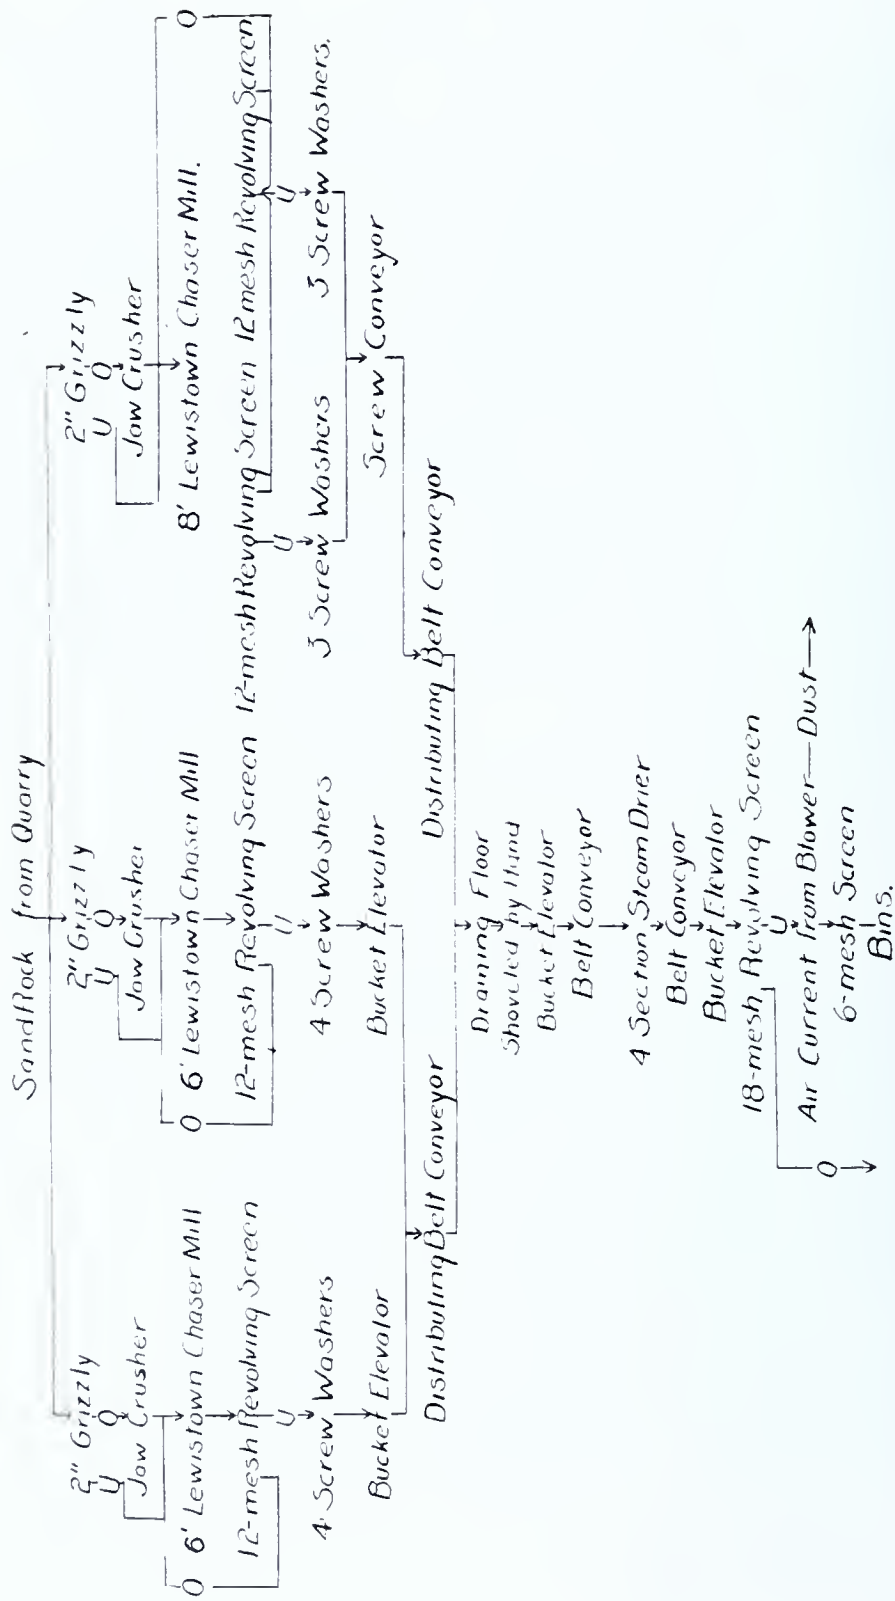 Sand Rock from Quarry
2" Grizzly 2" Grizzly 2" Grizzly
U O U O U O
Jaw Crusher Jaw Crusher Jaw Crusher
O 6' Lewistown Chaser Mill O 6' Lewistown Chaser Mill 8' Lewistown Chaser Mill. O
12-mesh Revolving Screen 12-mesh Revolving Screen 12-mesh Revolving Screen 12 mesh Revolving Screen
U U U U
4 Screw Washers 4 Screw Washers 3 Screw Washers 3 Screw Washers.
Bucket Elevator Bucket Elevator Screw Conveyor
Distributing Belt Conveyor Distributing Belt Conveyor
Draining Floor
Shoveled by Hand
Bucket Elevator
Belt Conveyor
4 Section Steam Drier
Belt Conveyor
Bucket Elevator
18-mesh Revolving Screen
U
O Air Current from Blower—Dust→
6-mesh Screen
Bins.